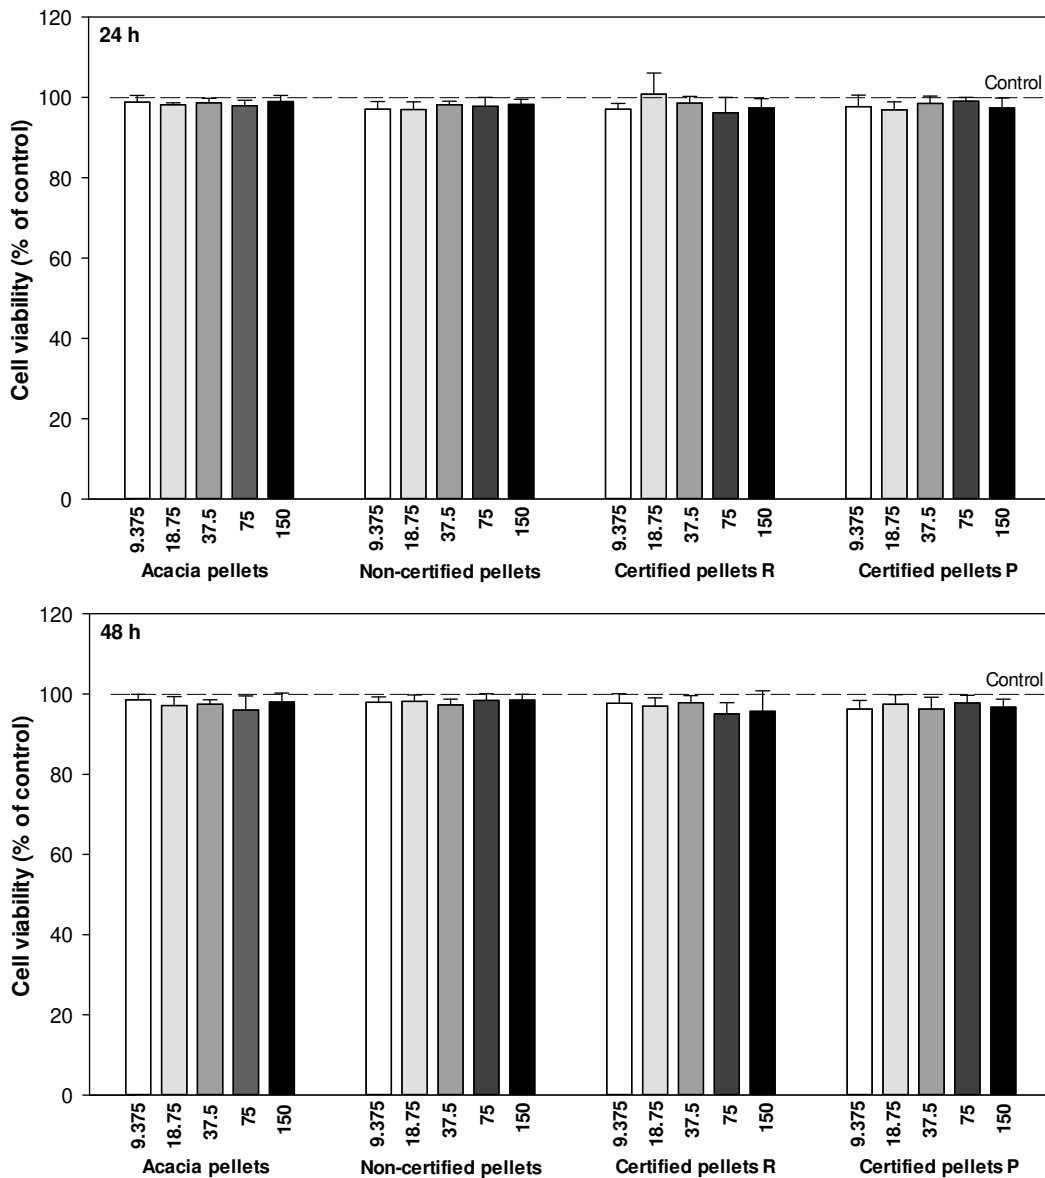 120
24 h
Control
100
80
60
40
20
0
Cell viability (% of control)
9.375 18.75 37.5 75 150 9.375 18.75 37.5 75 150 9.375 18.75 37.5 75 150 9.375 18.75 37.5 75 150
Acacia pellets Non-certified pellets Certified pellets R Certified pellets P
120
48 h
Control
100
80
60
40
20
0
Cell viability (% of control)
9.375 18.75 37.5 75 150 9.375 18.75 37.5 75 150 9.375 18.75 37.5 75 150 9.375 18.75 37.5 75 150
Acacia pellets Non-certified pellets Certified pellets R Certified pellets P